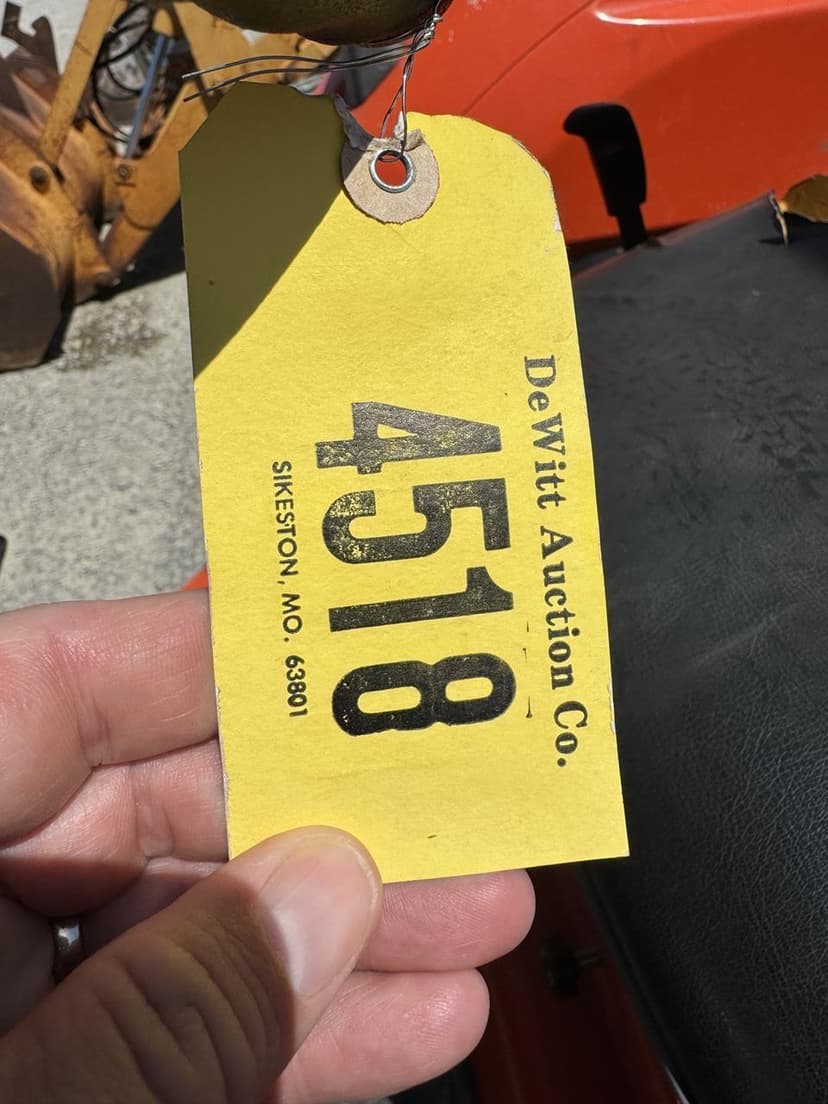 DeWitt Auction Co.
4518
SIKESTON, MO. 63801